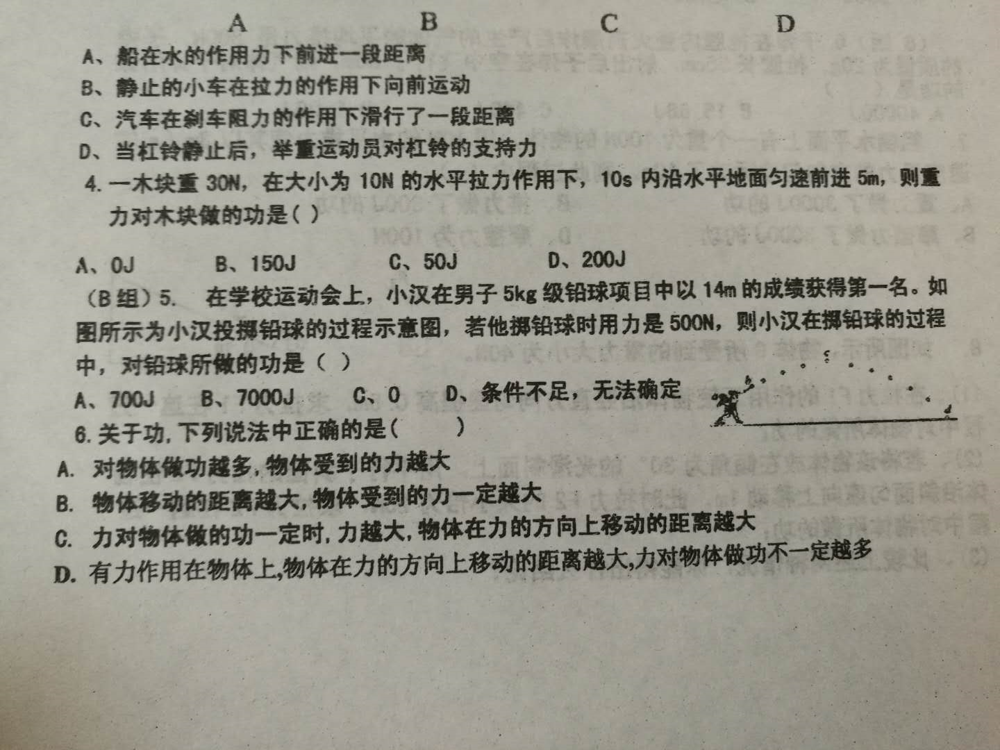 A B C D
A、船在水的作用力下前进一段距离
B、静止的小车在拉力的作用下向前运动
C、汽车在刹车阻力的作用下滑行了一段距离
D、当杠铃静止后，举重运动员对杠铃的支持力
4.一木块重 30N，在大小为 10N 的水平拉力作用下，10s 内沿水平地面匀速前进 5m，则重
力对木块做的功是( )
A、0J B、150J C、50J D、200J
（B组）5. 在学校运动会上，小汉在男子 5kg 级铅球项目中以 14m 的成绩获得第一名。如
图所示为小汉投掷铅球的过程示意图，若他掷铅球时用力是 500N，则小汉在掷铅球的过程
中，对铅球所做的功是（ ）
A、700J B、7000J C、0 D、条件不足，无法确定
6.关于功,下列说法中正确的是( )
A. 对物体做功越多,物体受到的力越大
B. 物体移动的距离越大,物体受到的力一定越大
C. 力对物体做的功一定时,力越大,物体在力的方向上移动的距离越大
D. 有力作用在物体上,物体在力的方向上移动的距离越大,力对物体做功不一定越多